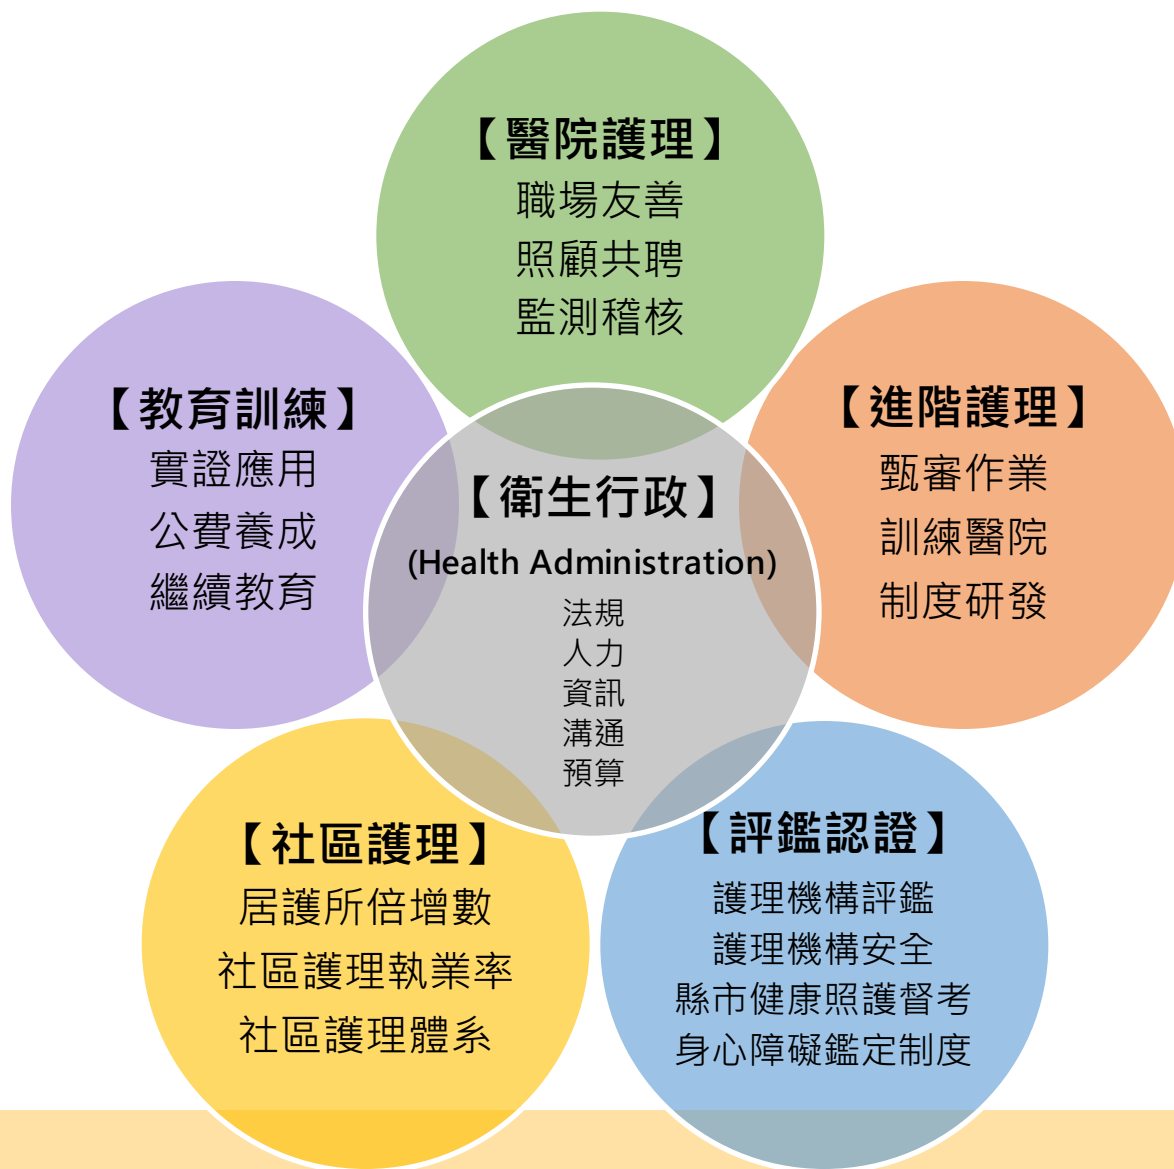 【醫院護理】
職場友善
照顧共聘
監測稽核
【教育訓練】
實證應用
公費養成
繼續教育
【進階護理】
甄審作業
訓練醫院
制度研發
【衛生行政】
(Health Administration)
法規
人力
資訊
溝通
預算
【社區護理】
居護所倍增數
社區護理執業率
社區護理體系
【評鑑認證】
護理機構評鑑
護理機構安全
縣市健康照護督考
身心障礙鑑定制度